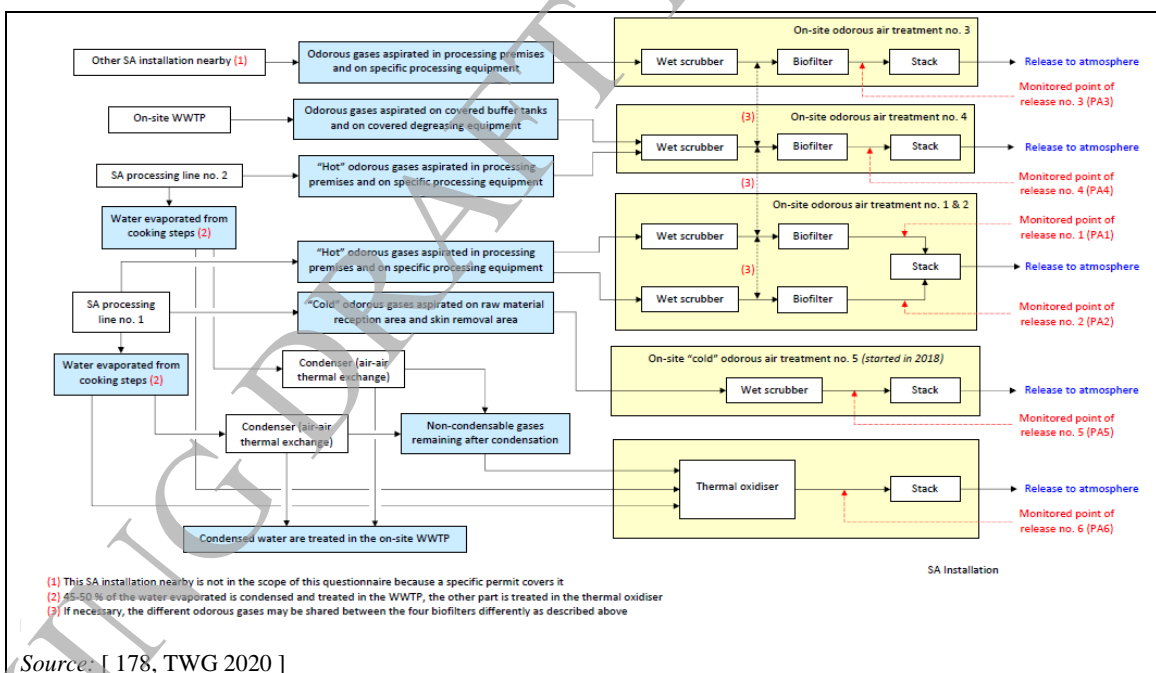 On-site odorous air treatment no. 3
Other SA installation nearby (1)
Odorous gases aspirated in processing premises
and on specific processing equipment
Wet scrubber
Biofilter
Stack
Release to atmosphere
Monitored point of
release no. 3 (PA3)
On-site WWTP
Odorous gases aspirated on covered buffer tanks
and on covered degreasing equipment
(3)
On-site odorous air treatment no. 4
Wet scrubber
Biofilter
Stack
Release to atmosphere
SA processing line no. 2
"Hot" odorous gases aspirated in processing
premises and on specific processing equipment
(3)
Monitored point of
release no. 4 (PA4)
Water evaporated from
cooking steps (2)
On-site odorous air treatment no. 1 & 2
Monitored point of
release no. 1 (PA1)
"Hot" odorous gases aspirated in processing
premises and on specific processing equipment
Wet scrubber
Biofilter
(3)
Stack
Release to atmosphere
SA processing
line no. 1
"Cold" odorous gases aspirated on raw material
reception area and skin removal area
Wet scrubber
Biofilter
Monitored point of
release no. 2 (PA2)
Water evaporated from
cooking steps (2)
Condenser (air-air
thermal exchange)
On-site "cold" odorous air treatment no. 5 (started in 2018)
Wet scrubber
Stack
Release to atmosphere
Condenser (air-air
thermal exchange)
Non-condensable gases
remaining after condensation
Monitored point of
release no. 5 (PA5)
Thermal oxidiser
Stack
Release to atmosphere
Monitored point of
release no. 6 (PA6)
Condensed water are treated in the on-site WWTP
SA Installation
(1) This SA installation nearby is not in the scope of this questionnaire because a specific permit covers it
(2) 45-50 % of the water evaporated is condensed and treated in the WWTP, the other part is treated in the thermal oxidiser
(3) If necessary, the different odorous gases may be shared between the four biofilters differently as described above
Source: [ 178, TWG 2020 ]
ING DRAFT